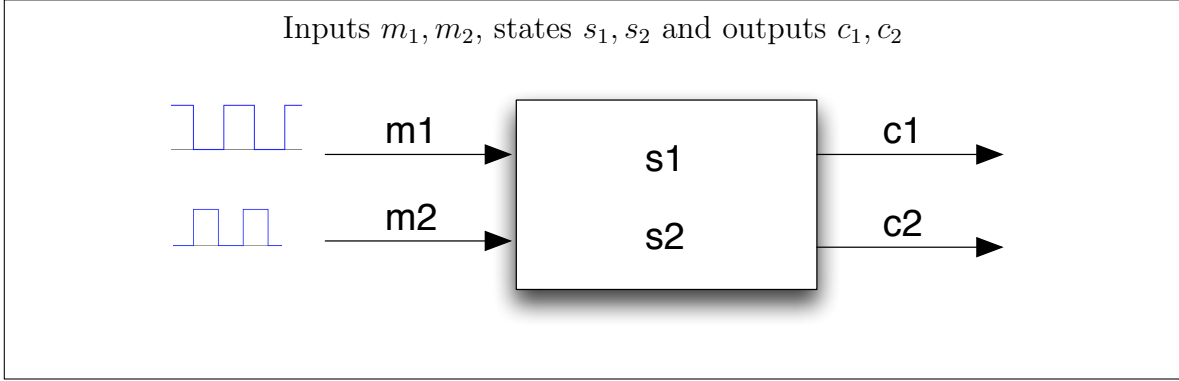 Inputs m₁, m₂, states s₁, s₂ and outputs c₁, c₂
m1 c1
s1
m2 c2
s2